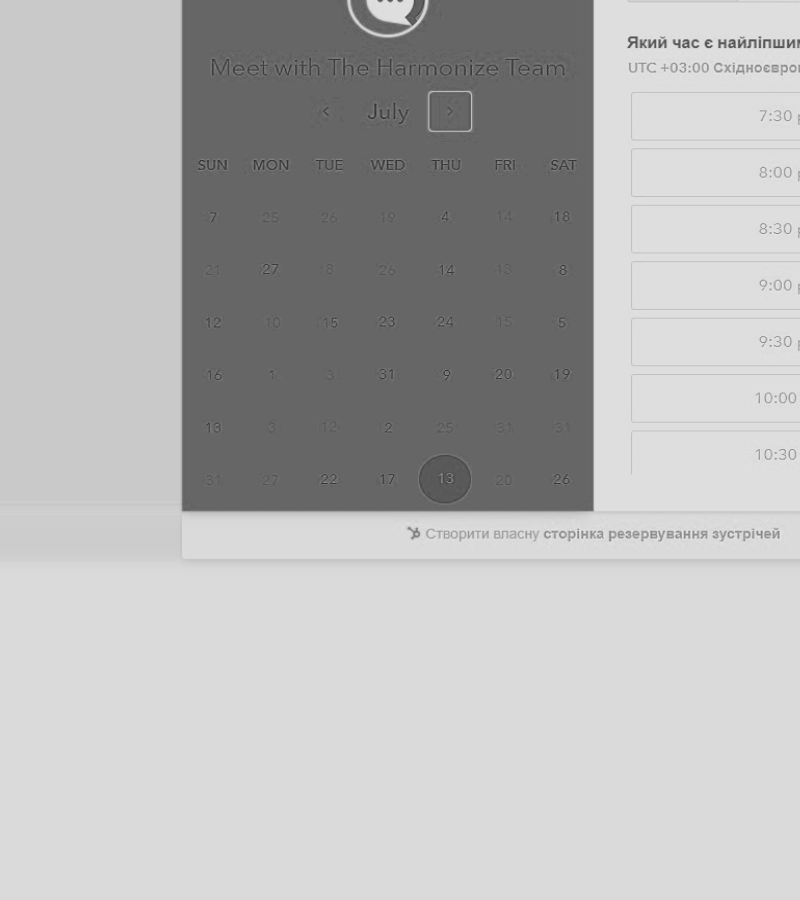 Meet with The Harmonize Team
July
SUN MON TUE WED THU FRI SAT
7 25 26 19 4 14 18
21 27 8 26 14 13 8
12 10 15 23 24 15 5
16 1 3 31 9 20 19
13 3 12 2 25 31 31
31 27 22 17 13 20 26
Який час є найліпшим
UTC +03:00 Східноєвро
7:30
8:00
8:30
9:00
9:30
10:00
10:30
Створити власну сторінка резервування зустрічей